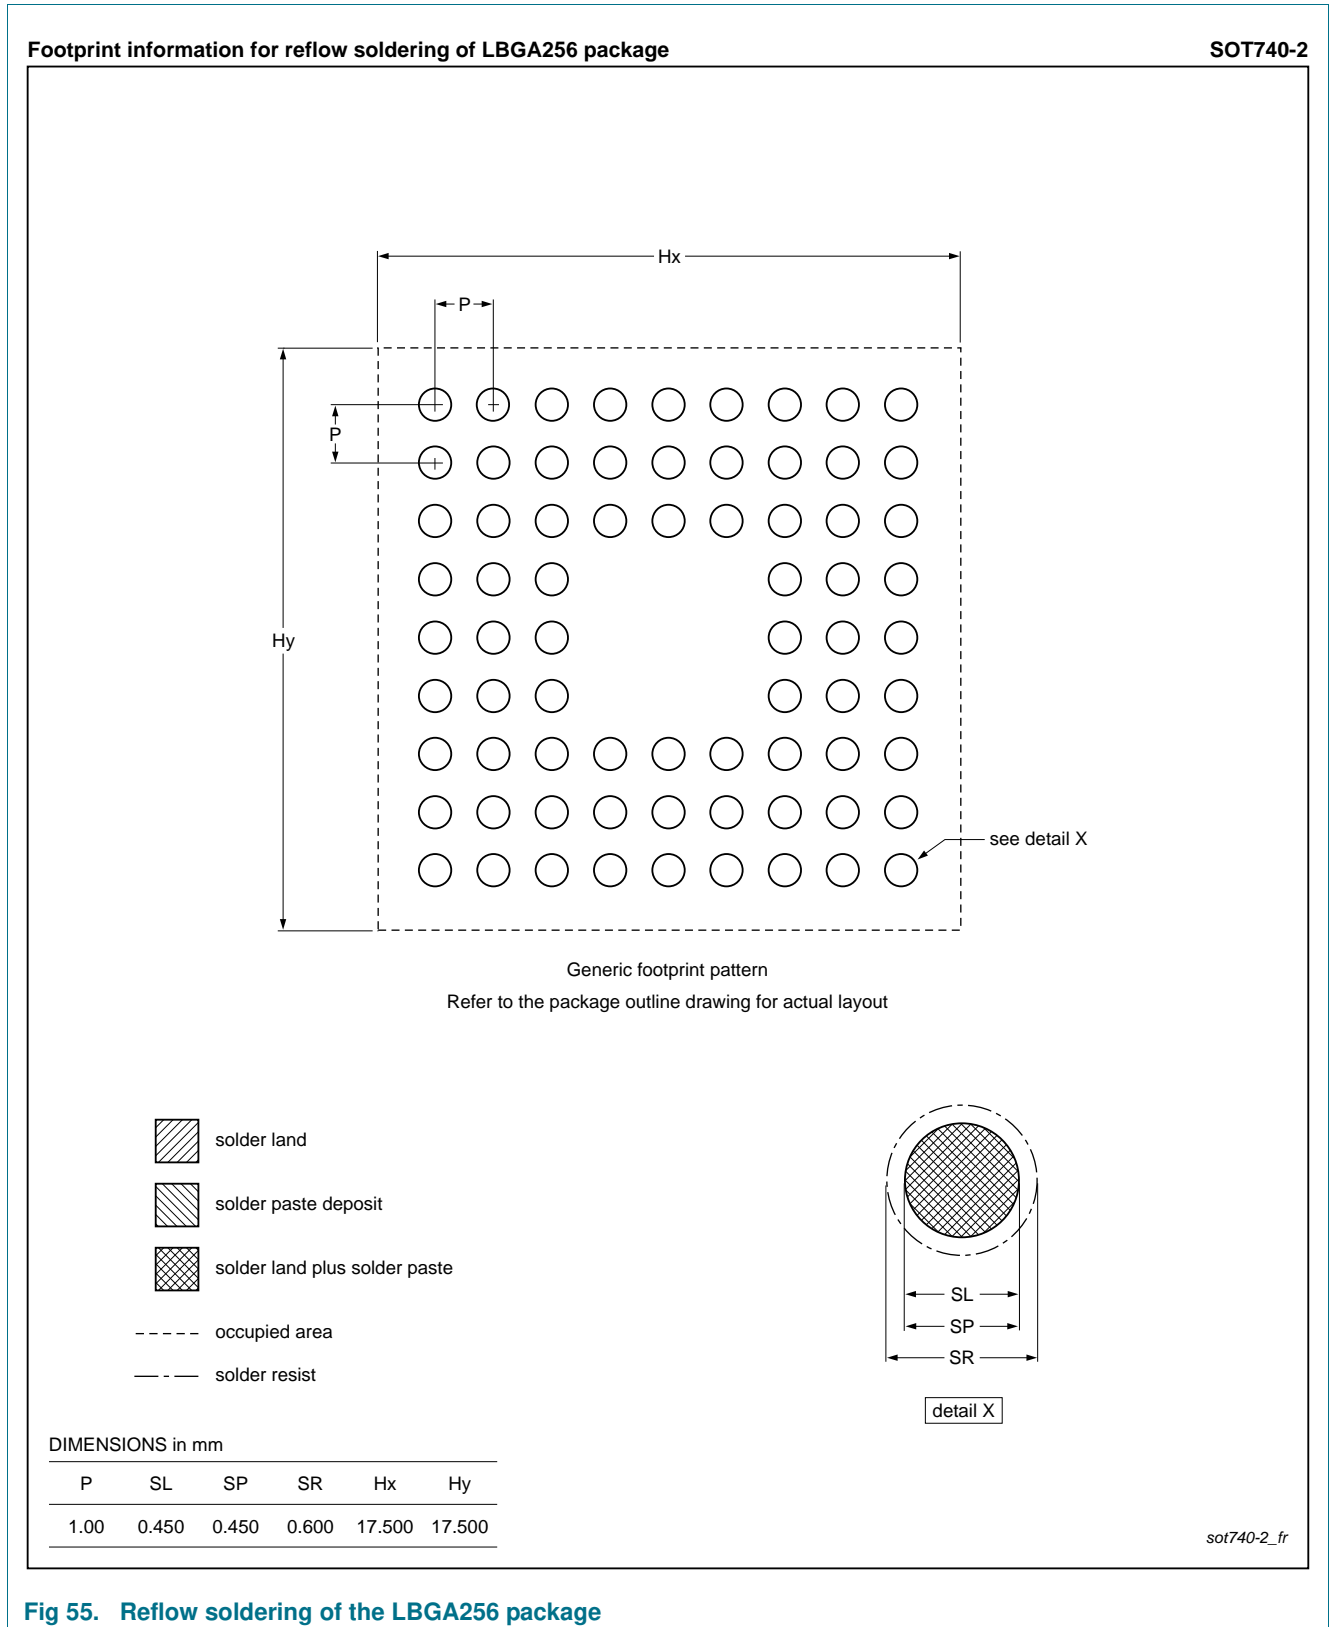 Footprint information for reflow soldering of LBGA256 package SOT740-2
Hx
P
P
Hy
see detail X
Generic footprint pattern
Refer to the package outline drawing for actual layout
solder land
solder paste deposit
solder land plus solder paste
occupied area
solder resist
SL
SP
SR
detail X
DIMENSIONS in mm
P SL SP SR Hx Hy
1.00 0.450 0.450 0.600 17.500 17.500
sot740-2_fr
Fig 55. Reflow soldering of the LBGA256 package